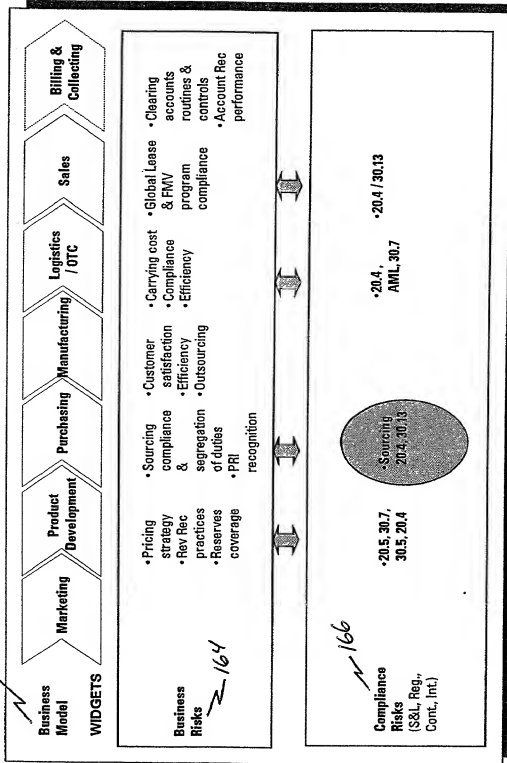 Business
Model
WIDGETS
Marketing
Product
Development
Purchasing
Manufacturing
Logistics
/ OTC
Sales
Billing &
Collecting
Business
Risks
164
•Pricing
strategy
•Rev Rec
practices
•Reserves
coverage
•Sourcing
compliance
&
segregation
of duties
•PRI
recognition
•Customer
satisfaction
•Efficiency
•Outsourcing
•Carrying cost
•Compliance
•Efficiency
•Global Lease
& FMV
program
compliance
•Clearing
accounts
routines &
controls
•Account Rec
performance
Compliance
Risks
(S&L, Reg.,
Cont., Int.)
166
•20.5, 30.7,
30.5, 20.4
•Sourcing
20.4, 30.13
•20.4,
AML, 30.7
•20.4 / 30.13